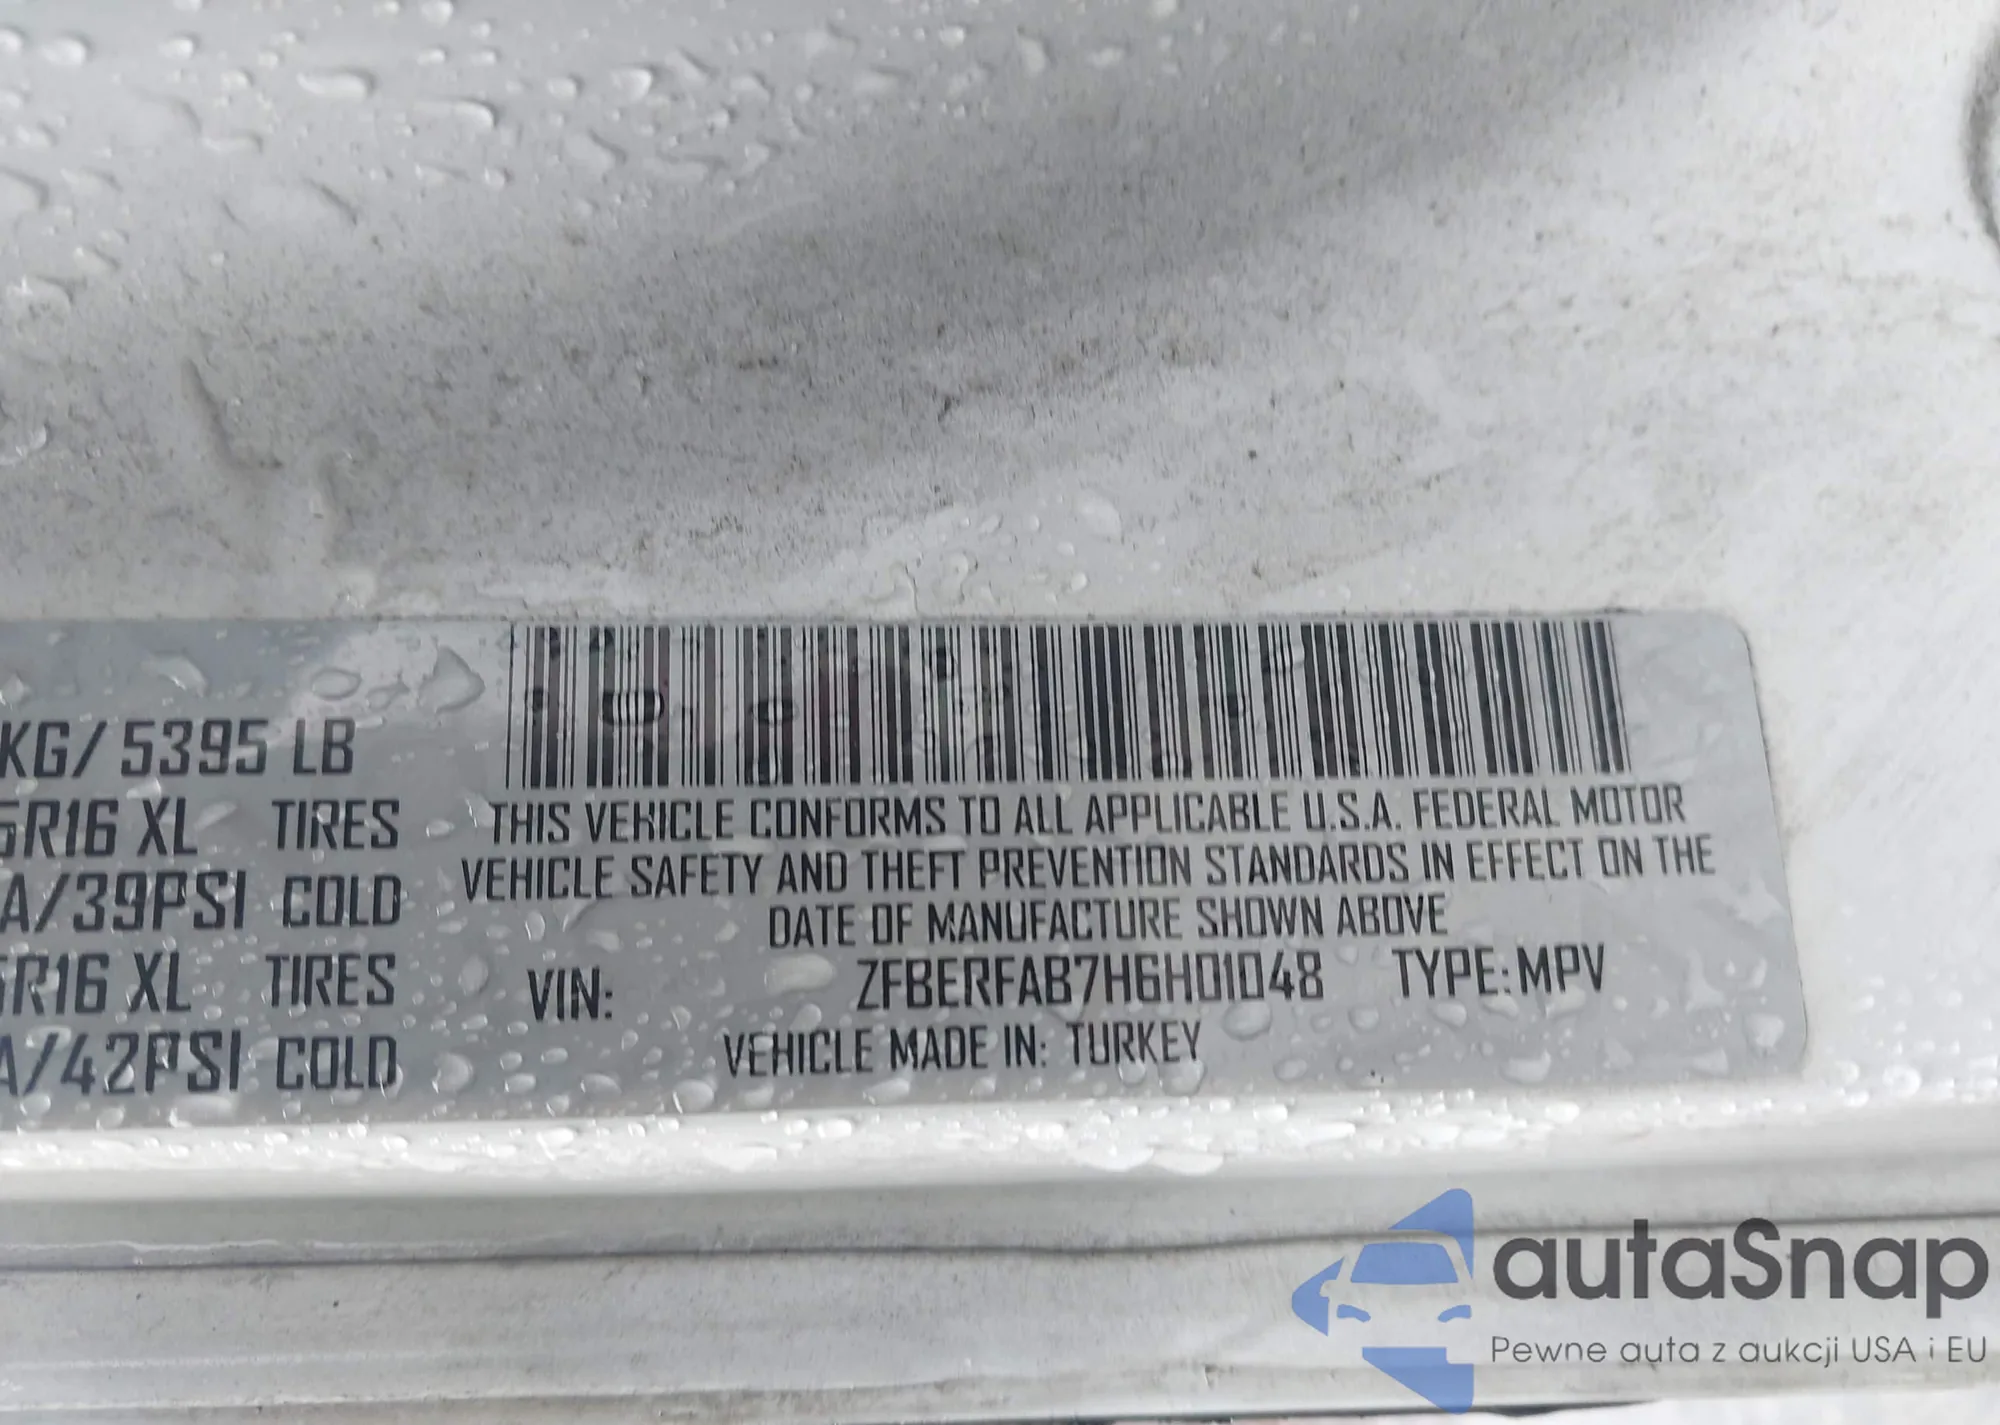 KG/ 5395 LB
5R16 XL TIRES
A/39PSI COLD
R16 XL TIRES
A/42PSI COLD
THIS VEHICLE CONFORMS TO ALL APPLICABLE U.S.A. FEDERAL MOTOR
VEHICLE SAFETY AND THEFT PREVENTION STANDARDS IN EFFECT ON THE
DATE OF MANUFACTURE SHOWN ABOVE
VIN: ZFBERFAB7H6H01048 TYPE: MPV
VEHICLE MADE IN: TURKEY
autaSnap
Pewne auta z aukcji USA i EU